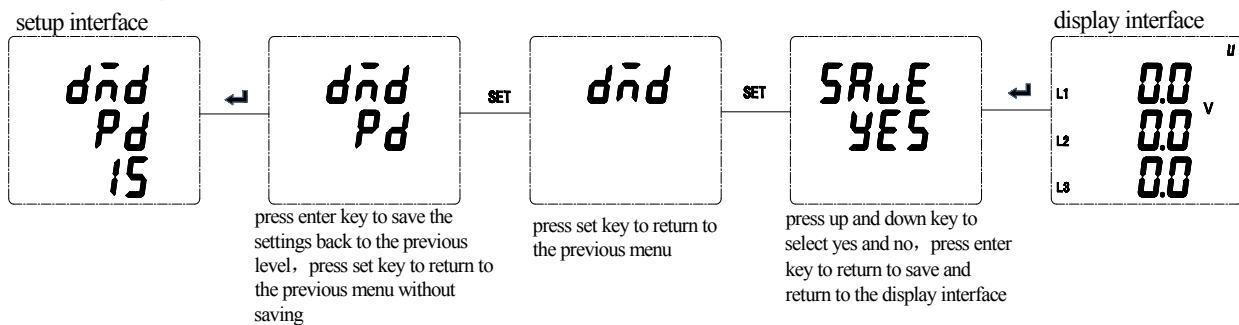 setup interface
display interface
dmd
Pd
15
dmd
Pd
SET
dmd
SET
SAvE
YES
u
L1 0.0
V
L2 0.0
L3 0.0
press enter key to save the
settings back to the previous
level，press set key to return to
the previous menu without
saving
press set key to return to
the previous menu
press up and down key to
select yes and no，press enter
key to return to save and
return to the display interface